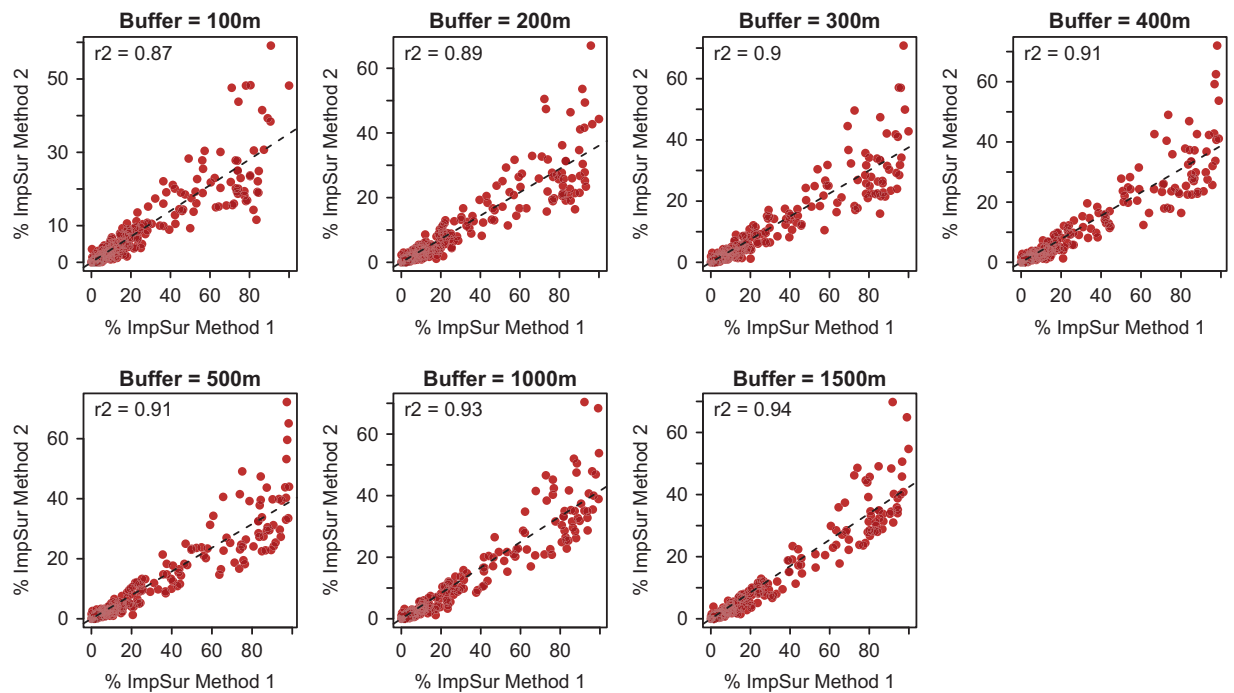 Buffer = 100m
r2 = 0.87
% ImpSur Method 2
50
30
10
0
0 20 40 60 80
% ImpSur Method 1
Buffer = 200m
r2 = 0.89
% ImpSur Method 2
60
40
20
0
0 20 40 60 80
% ImpSur Method 1
Buffer = 300m
r2 = 0.9
% ImpSur Method 2
60
40
20
0
0 20 40 60 80
% ImpSur Method 1
Buffer = 400m
r2 = 0.91
% ImpSur Method 2
60
40
20
0
0 20 40 60 80
% ImpSur Method 1
Buffer = 500m
r2 = 0.91
% ImpSur Method 2
60
40
20
0
0 20 40 60 80
% ImpSur Method 1
Buffer = 1000m
r2 = 0.93
% ImpSur Method 2
60
40
20
0
0 20 40 60 80
% ImpSur Method 1
Buffer = 1500m
r2 = 0.94
% ImpSur Method 2
60
40
20
0
0 20 40 60 80
% ImpSur Method 1